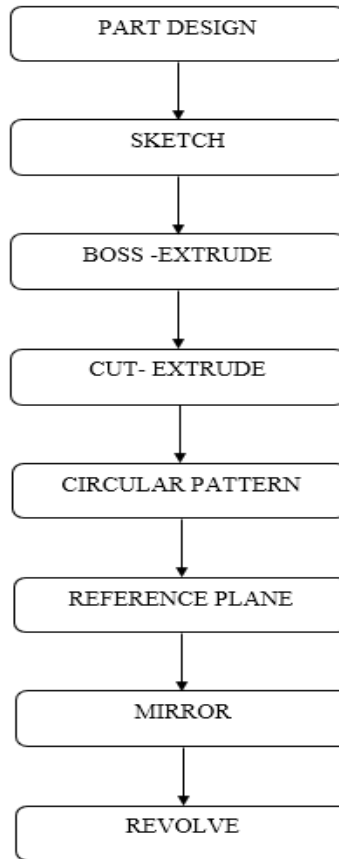 PART DESIGN
SKETCH
BOSS -EXTRUDE
CUT- EXTRUDE
CIRCULAR PATTERN
REFERENCE PLANE
MIRROR
REVOLVE